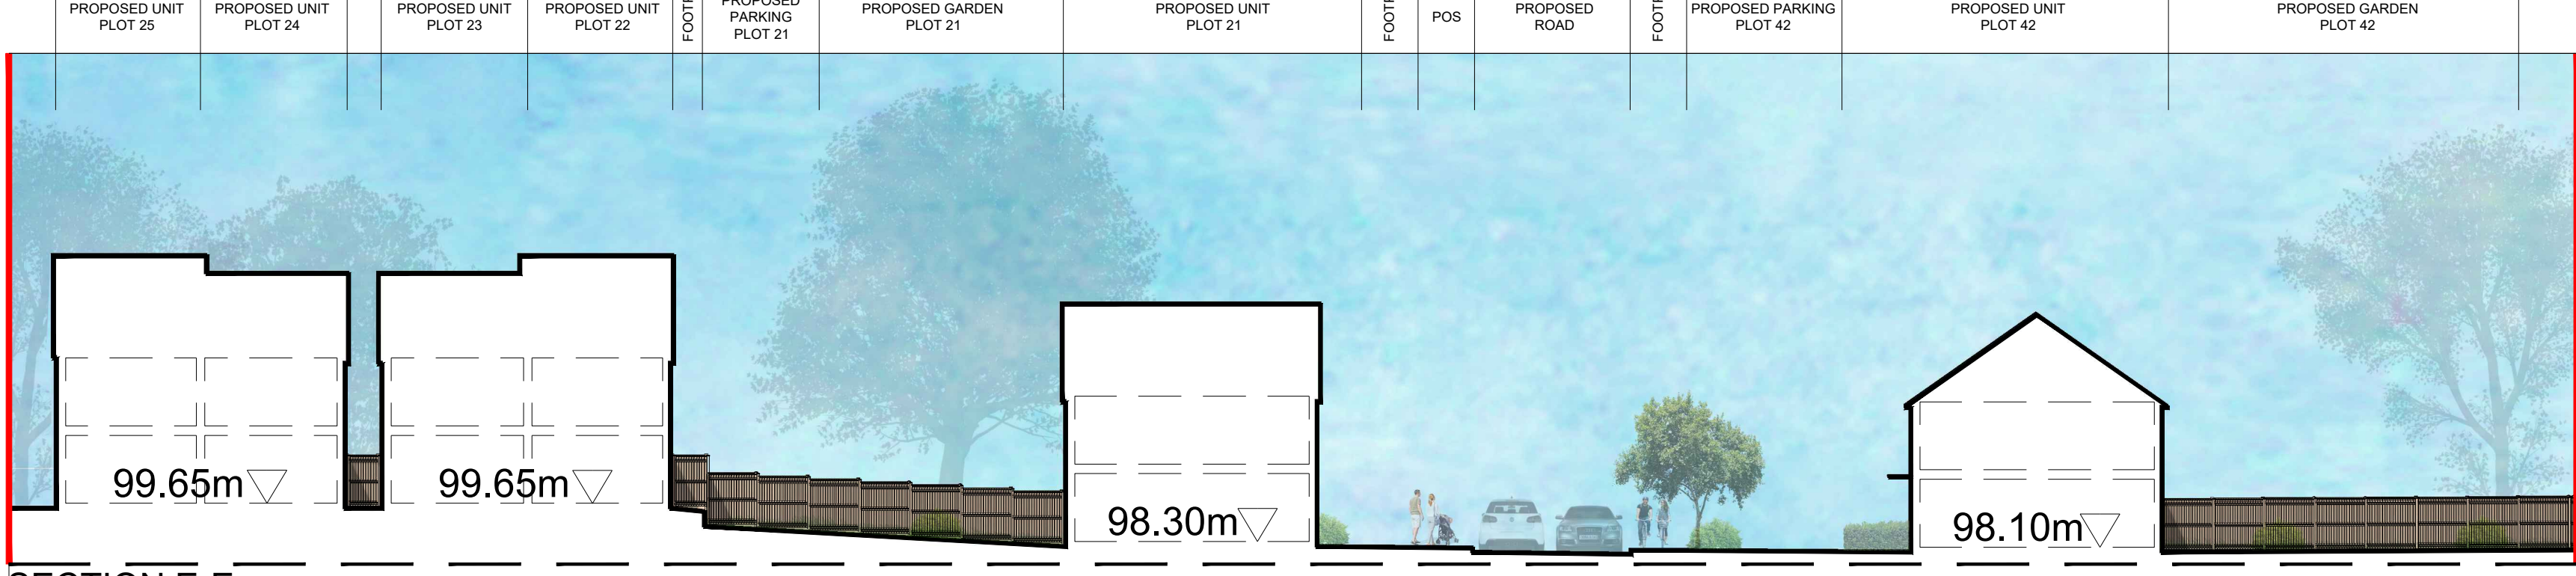 PROPOSED UNIT
PLOT 25
PROPOSED UNIT
PLOT 24
PROPOSED UNIT
PLOT 23
PROPOSED UNIT
PLOT 22
PROPOSED
PARKING
PLOT 21
PROPOSED GARDEN
PLOT 21
PROPOSED UNIT
PLOT 21
POS
PROPOSED
ROAD
PROPOSED PARKING
PLOT 42
PROPOSED UNIT
PLOT 42
PROPOSED GARDEN
PLOT 42
99.65m
99.65m
98.30m
98.10m
SECTION